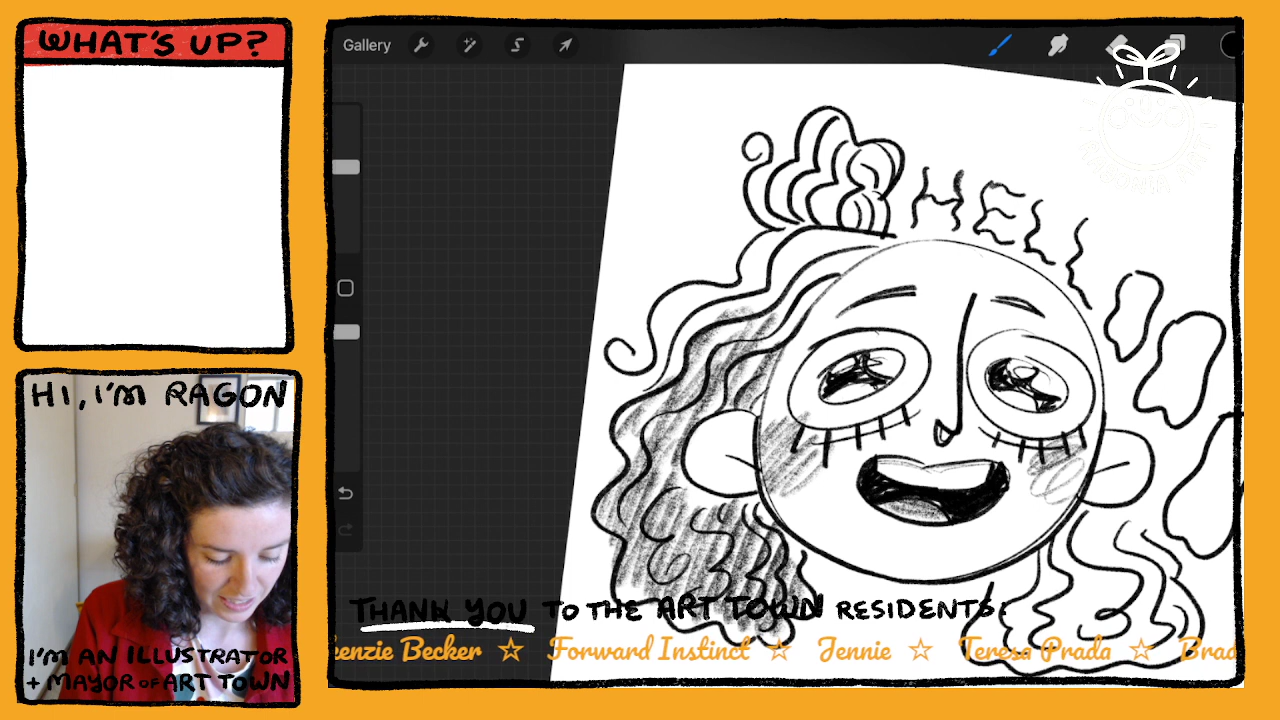 WHAT'S UP?
Gallery
HELL
HI, I'M RAGON
I'M AN ILLUSTRATOR
+ MAYOR OF ART TOWN
THANK YOU TO THE ART TOWN RESIDENTS:
enzie Becker ☆ Forward Instinct ☆ Jennie ☆ Teresa Prada ☆ Brad